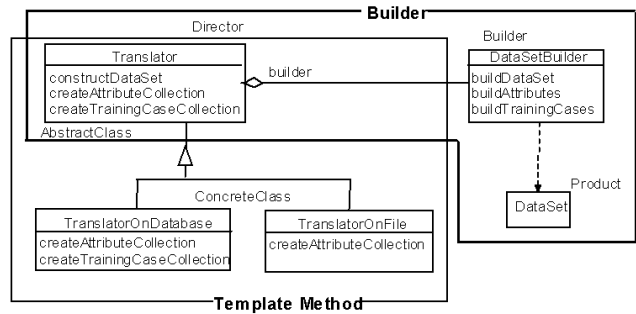 Builder
Director
Translator
constructDataSet
createAttributeCollection
createTrainingCaseCollection
AbstractClass
builder
Builder
DataSetBuilder
buildDataSet
buildAttributes
buildTrainingCases
Product
DataSet
ConcreteClass
TranslatorOnDatabase
createAttributeCollection
createTrainingCaseCollection
TranslatorOnFile
createAttributeCollection
Template Method